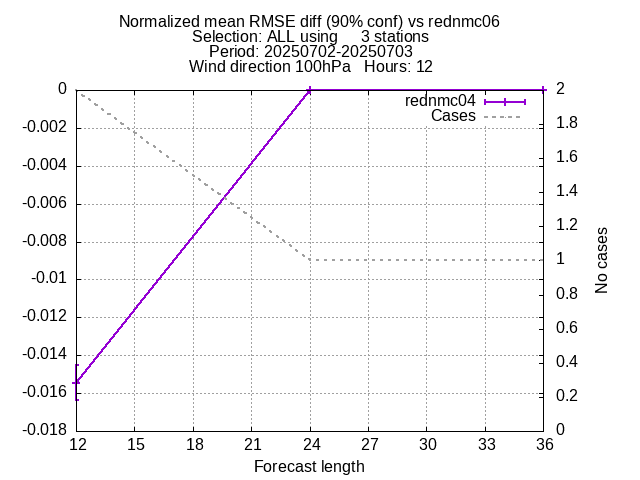 Normalized mean RMSE diff (90% conf) vs rednmc06
Selection: ALL using     3 stations
Period: 20250702-20250703
Wind direction 100hPa   Hours: 12
rednmc04
Cases
0
-0.002
-0.004
-0.006
-0.008
-0.01
-0.012
-0.014
-0.016
-0.018
2
1.8
1.6
1.4
1.2
1
0.8
0.6
0.4
0.2
0
No cases
12 15 18 21 24 27 30 33 36
Forecast length